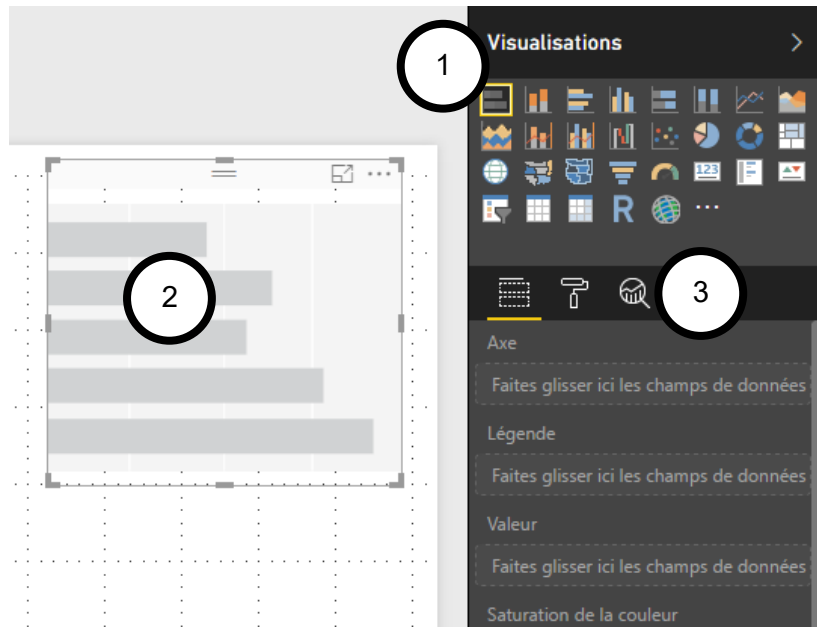 1
Visualisations
123
R
2
3
Axe
Faites glisser ici les champs de données
Légende
Faites glisser ici les champs de données
Valeur
Faites glisser ici les champs de données
Saturation de la couleur